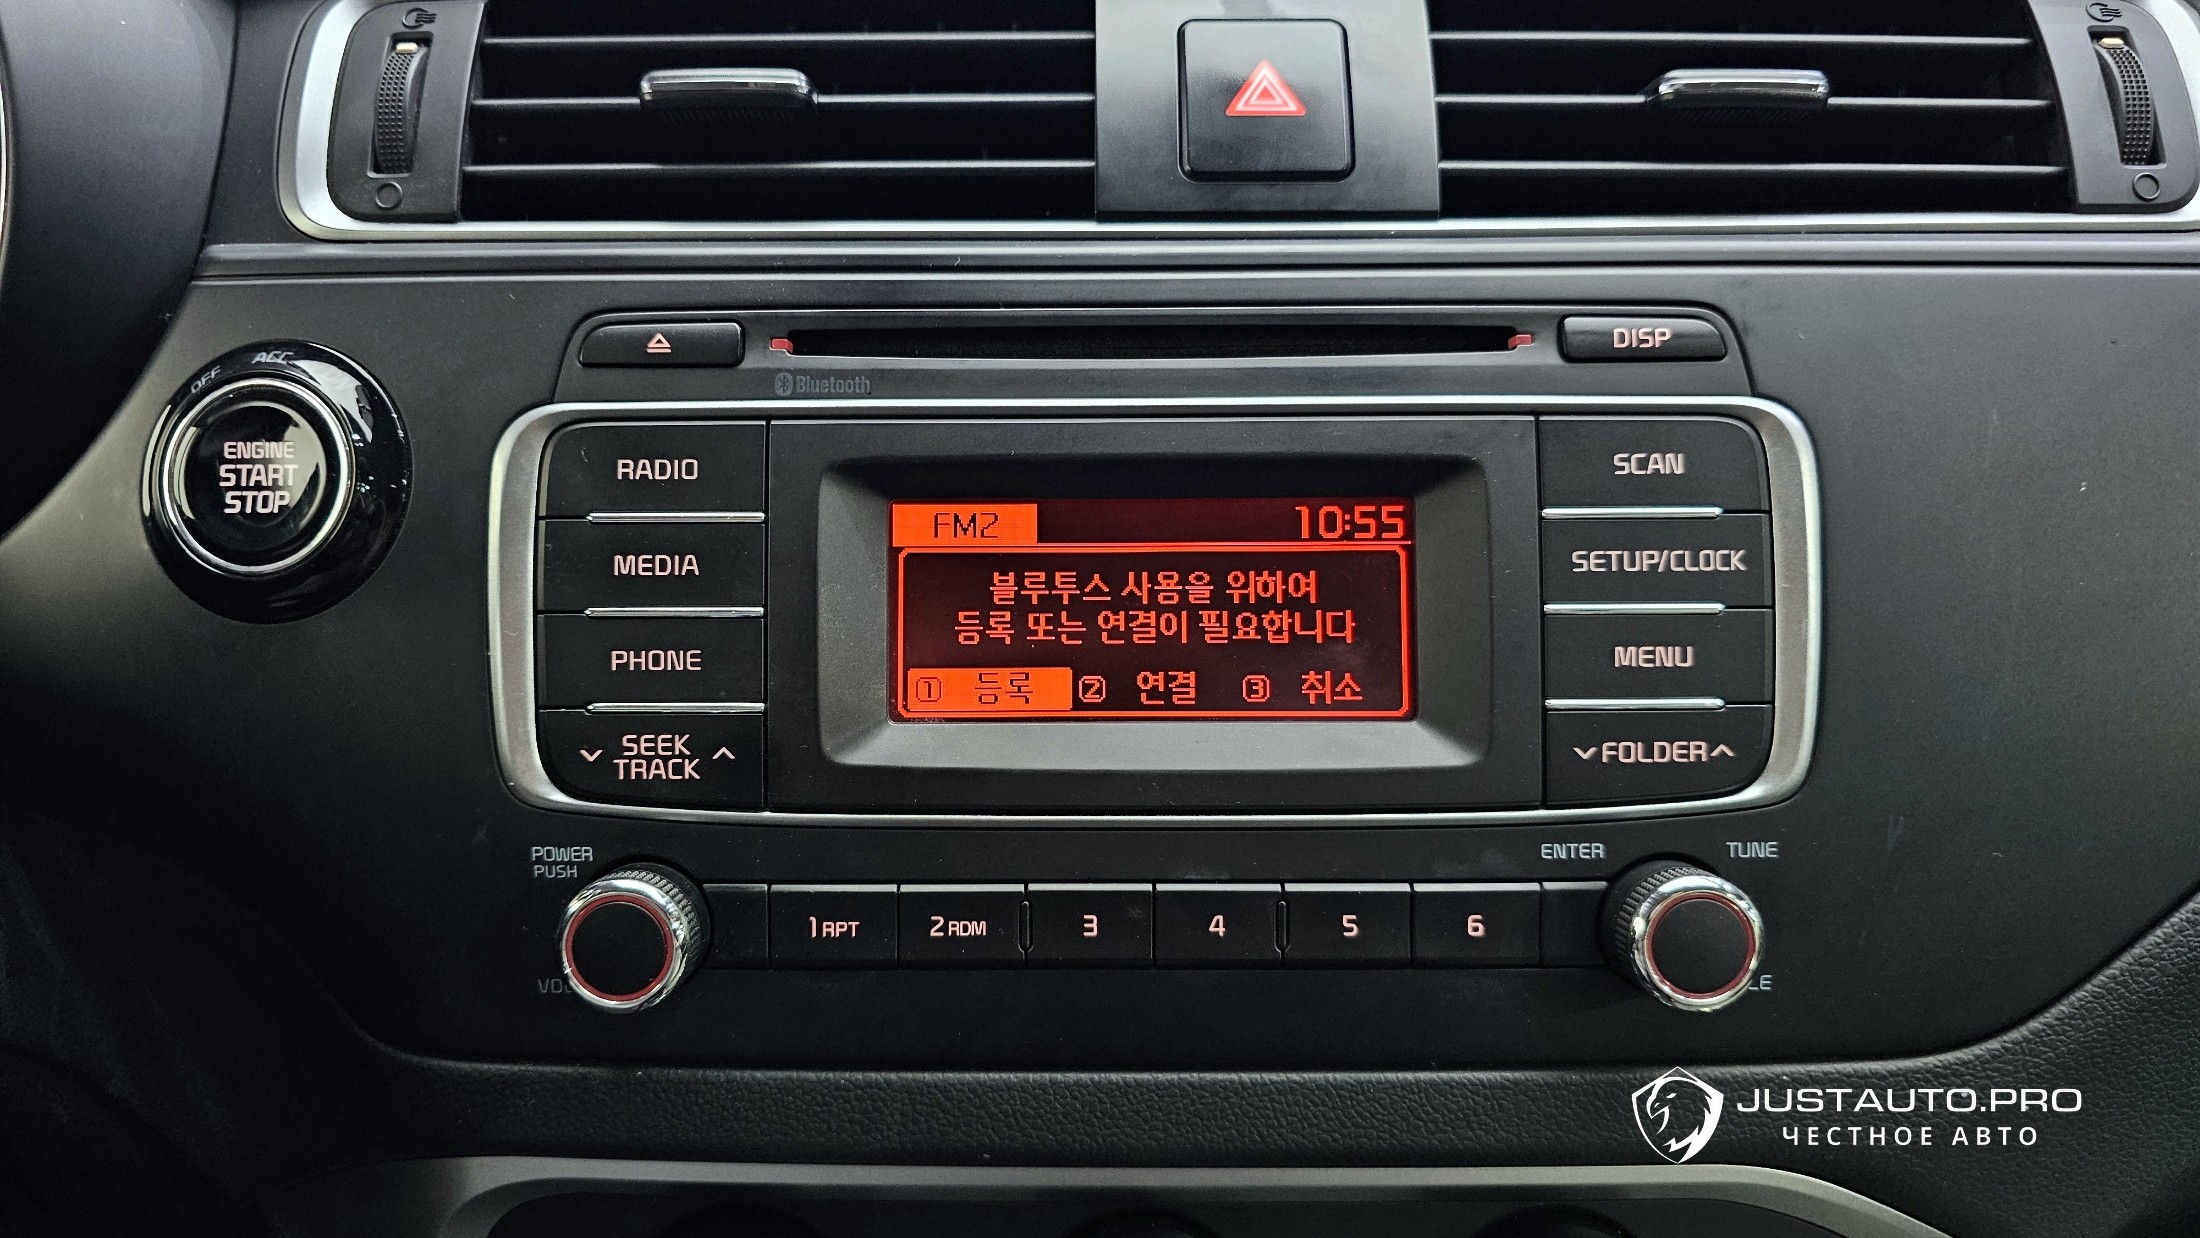 ACC
OFF
ENGINE
START
STOP
DISP
Bluetooth
RADIO
MEDIA
PHONE
SEEK
TRACK
FM2 10:55
블루투스 사용을 위하여
등록 또는 연결이 필요합니다
① 등록 ② 연결 ③ 취소
SCAN
SETUP/CLOCK
MENU
FOLDER
POWER
PUSH
1 RPT
2 RDM
3
4
5
6
ENTER
TUNE
JUSTAUTO.PRO
ЧЕСТНОЕ АВТО